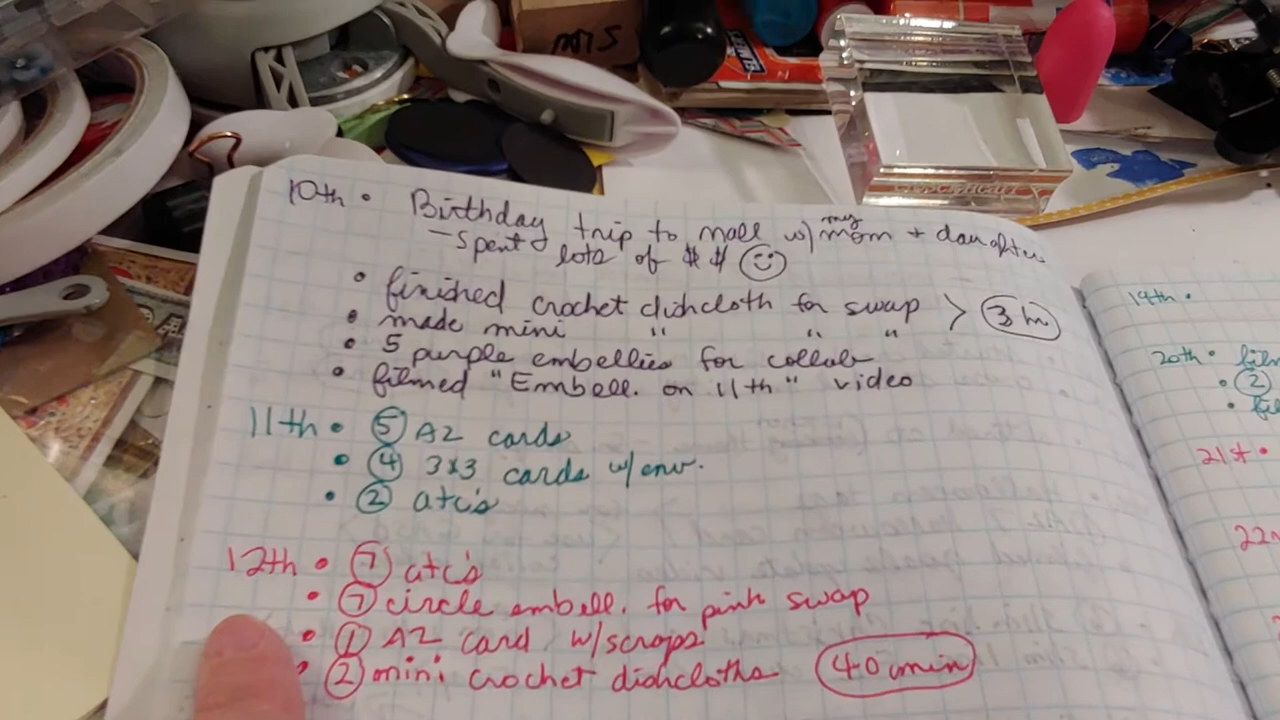 10th • Birthday trip to mall w/ my mom + daughter
- spent lots of $ $ ☺
• finished crochet dishcloth for swap > 3 hr
• made mini " " "
• 5 purple embellies for collab
• filmed "Embell. on 11th" video
11th • 5 A2 cards
• 4 3x3 cards w/ env.
• 2 atc's
12th • 7 atc's
• 7 circle embell. for pink swap
• 1 A2 card w/scraps
• 2 mini crochet dishcloths 40 min
19th •
20th •
• 2
•
21st •